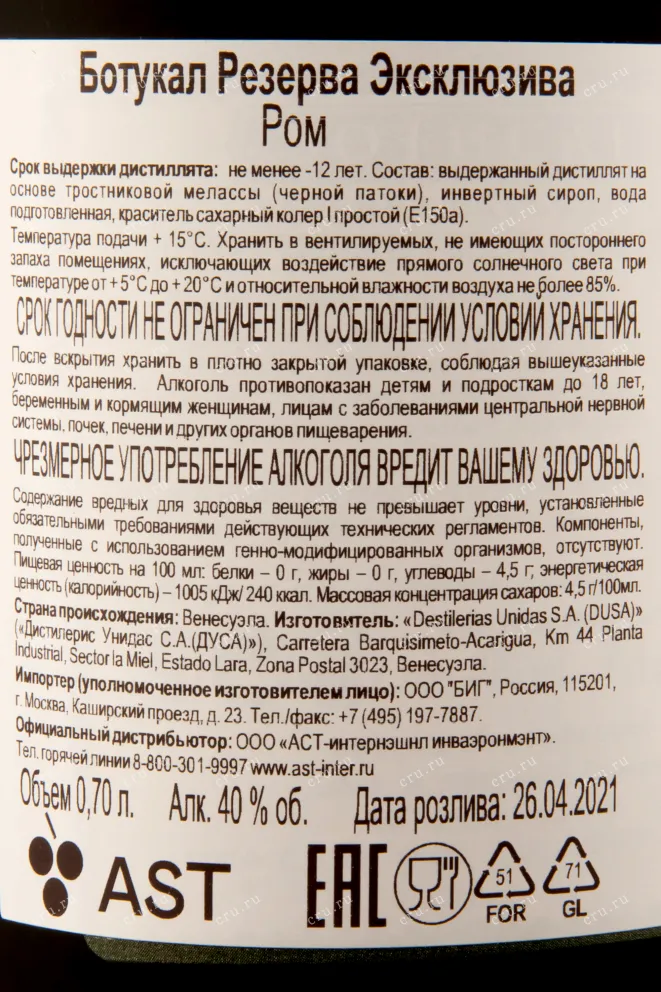 Ботукал Резерва Эксклюзива
Ром
Срок выдержки дистиллята: не менее -12 лет. Состав: выдержанный дистиллят на
основе тростниковой мелассы (черной патоки), инвертный сироп, вода
подготовленная, краситель сахарный колер I простой (Е150а).
Температура подачи + 15°С. Хранить в вентилируемых, не имеющих постороннего
запаха помещениях, исключающих воздействие прямого солнечного света при
температуре от + 5°С до + 20°С и относительной влажности воздуха не более 85%.
СРОК ГОДНОСТИ НЕ ОГРАНИЧЕН ПРИ СОБЛЮДЕНИИ УСЛОВИЙ ХРАНЕНИЯ.
После вскрытия хранить в плотно закрытой упаковке, соблюдая вышеуказанные
условия хранения. Алкоголь противопоказан детям и подросткам до 18 лет,
беременным и кормящим женщинам, лицам с заболеваниями центральной нервной
системы, почек, печени и других органов пищеварения.
ЧРЕЗМЕРНОЕ УПОТРЕБЛЕНИЕ АЛКОГОЛЯ ВРЕДИТ ВАШЕМУ ЗДОРОВЬЮ.
Содержание вредных для здоровья веществ не превышает уровни, установленные
обязательными требованиями действующих технических регламентов. Компоненты,
полученные с использованием генно-модифицированных организмов, отсутствуют.
Пищевая ценность на 100 мл: белки – 0 г, жиры – 0 г, углеводы – 4,5 г, энергетическая
ценность (калорийность) – 1005 кДж/ 240 ккал. Массовая концентрация сахаров: 4,5 г/100мл.
Страна происхождения: Венесуэла. Изготовитель: «Destilerias Unidas S.A. (DUSA)»
(«Дистилерис Унидас С.А.(ДУСА)»), Carretera Barquisimeto-Acarigua, Km 44 Planta
Industrial, Sector la Miel, Estado Lara, Zona Postal 3023, Венесуэла.
Импортер (уполномоченное изготовителем лицо): ООО "БИГ", Россия, 115201,
г. Москва, Каширский проезд, д. 23. Тел./факс: +7 (495) 197-7887.
Официальный дистрибьютор: ООО «АСТ-интернэшнл инваэронмэнт».
Тел. горячей линии 8-800-301-9997 www.ast-inter.ru
Объем 0,70 л. Алк. 40 % об. Дата розлива: 26.04.2021
AST EAC 51 71
FOR GL